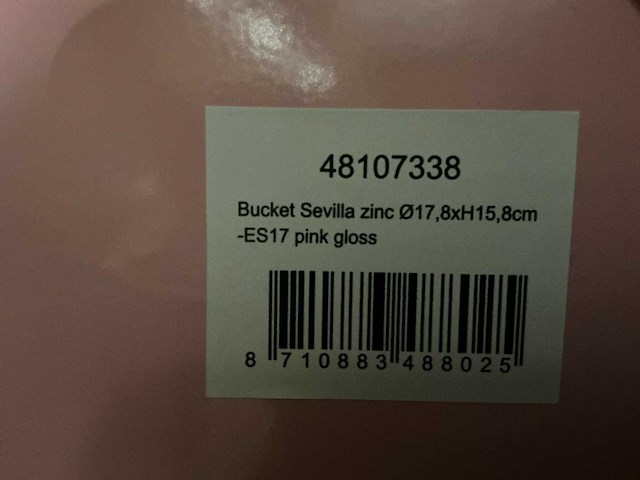 48107338
Bucket Sevilla zinc Ø17,8xH15,8cm
-ES17 pink gloss
8 710883 488025